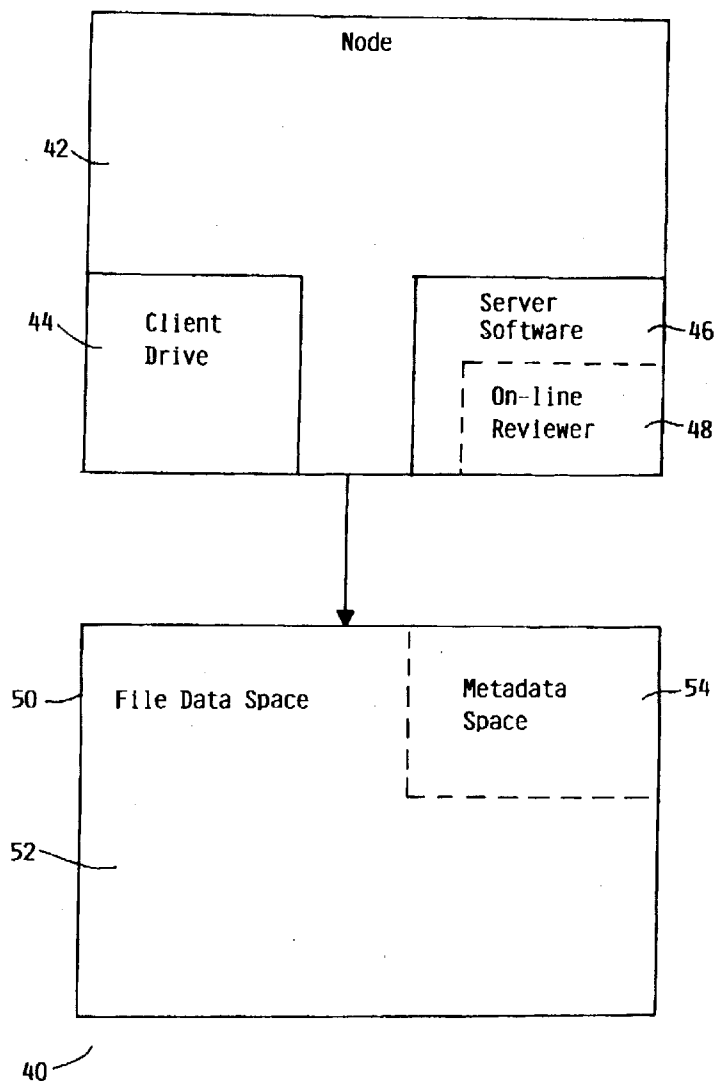 Node
42
44
Client
Drive
Server
Software
46
On-line
Reviewer
48
50
File Data Space
Metadata
Space
54
52
40